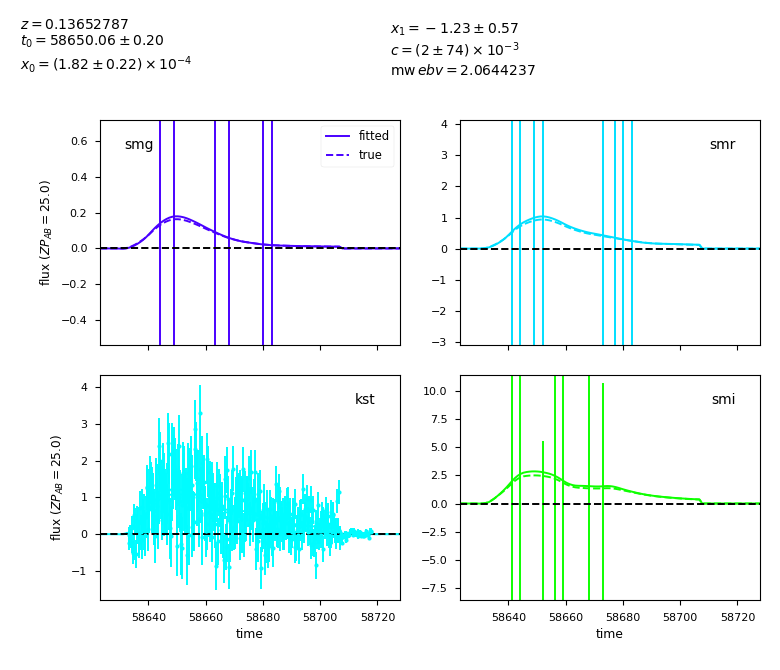 z = 0.13652787
t₀ = 58650.06 ± 0.20
x₀ = (1.82 ± 0.22) × 10⁻⁴
x₁ = −1.23 ± 0.57
c = (2 ± 74) × 10⁻³
mw ebv = 2.0644237
smg
fitted
true
0.6
0.4
0.2
0.0
−0.2
−0.4
flux (ZP_AB = 25.0)
smr
4
3
2
1
0
−1
−2
−3
kst
4
3
2
1
0
−1
flux (ZP_AB = 25.0)
58640 58660 58680 58700 58720
time
smi
10.0
7.5
5.0
2.5
0.0
−2.5
−5.0
−7.5
58640 58660 58680 58700 58720
time